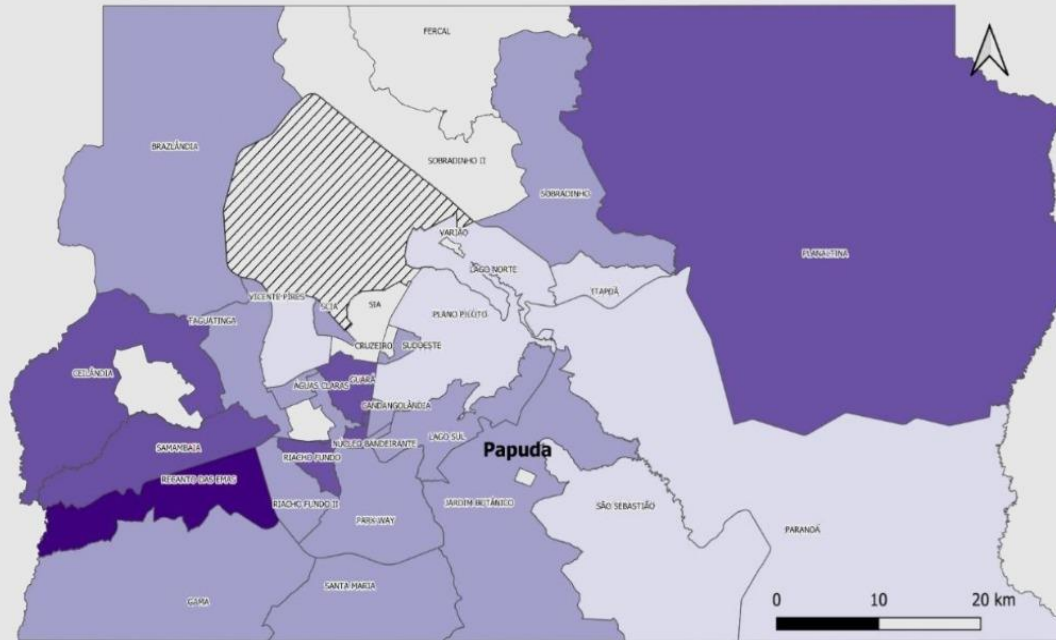 FERCAL
BRAZLÂNDIA
SOBRADINHO II
SOBRADINHO
VARJÃO
PLANALTINA
LAGO NORTE
ITAPOÃ
VICENTE PIRES
SCIA
SIA
PLANO PILOTO
TAGUATINGA
CRUZEIRO
SUDOESTE
CEILÂNDIA
ÁGUAS CLARAS
GUARÁ
CANDANGOLÂNDIA
NÚCLEO BANDEIRANTE
LAGO SUL
SAMAMBAIA
RIACHO FUNDO
Papuda
RECANTO DAS EMAS
RIACHO FUNDO II
JARDIM BOTÂNICO
SÃO SEBASTIÃO
PARK WAY
PARANOÁ
SANTA MARIA
GAMA
0 10 20 km